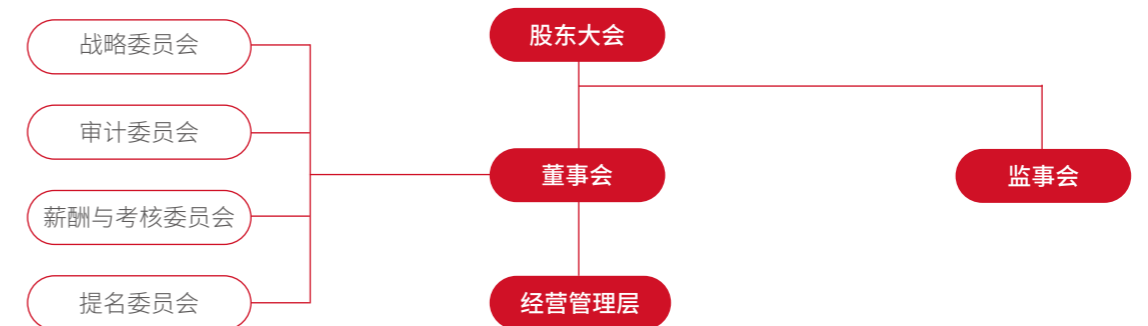 战略委员会
股东大会
审计委员会
董事会
监事会
薪酬与考核委员会
提名委员会
经营管理层